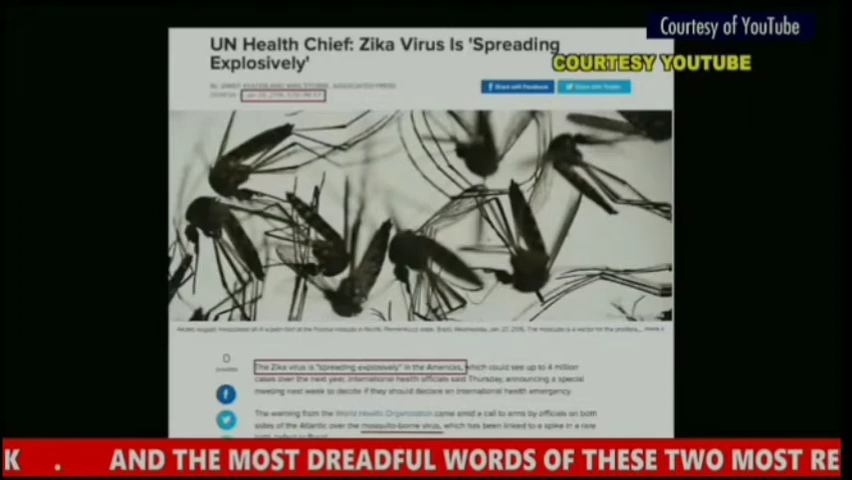 Courtesy of YouTube
COURTESY YOUTUBE
UN Health Chief: Zika Virus Is 'Spreading
Explosively'
Share with Facebook
Share with Twitter
0
The Zika virus is "spreading explosively" in the Americas, which could see up to 4 million
cases over the next year, international health officials said Thursday, announcing a special
meeting next week to decide if they should declare an international health emergency.
The warning from the World Health Organization came amid a call to arms by officials on both
sides of the Atlantic over the mosquito-borne virus, which has been linked to a spike in a rare
K . AND THE MOST DREADFUL WORDS OF THESE TWO MOST RE